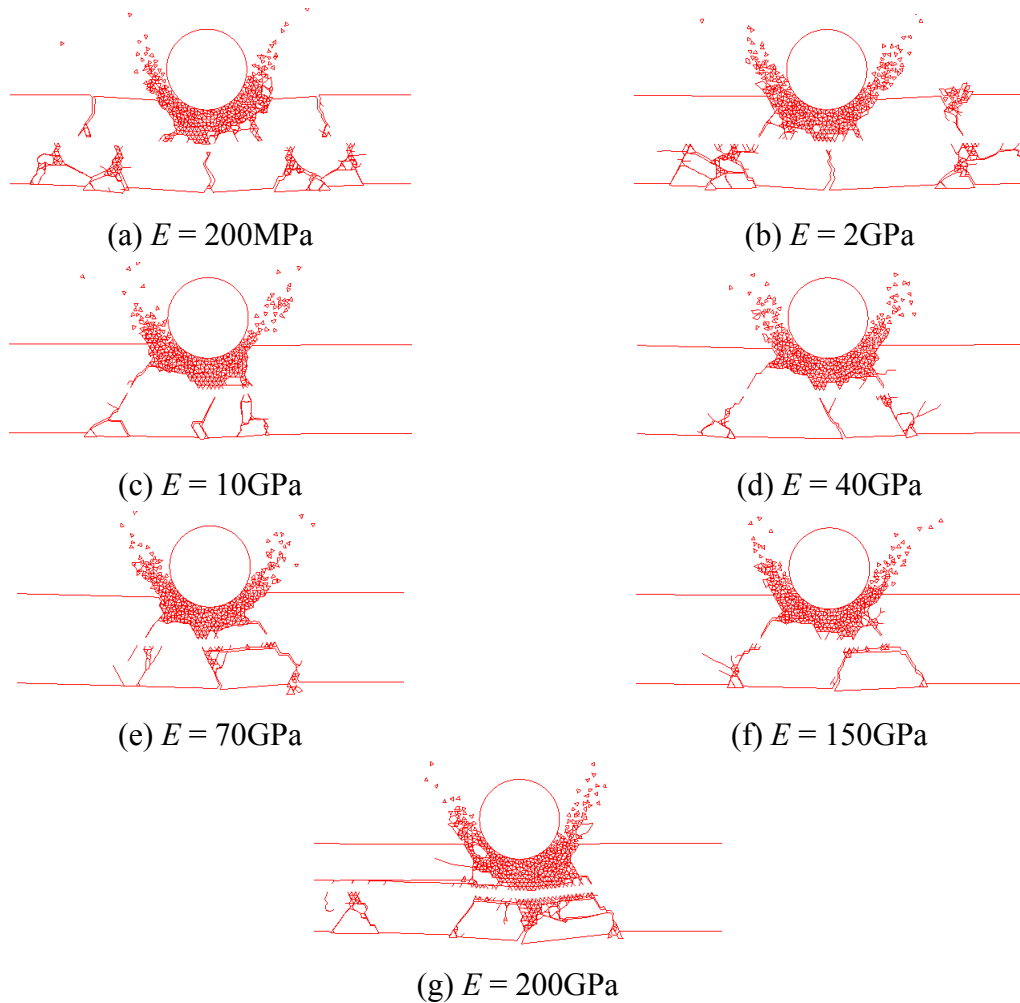 (a) E = 200MPa
(b) E = 2GPa
(c) E = 10GPa
(d) E = 40GPa
(e) E = 70GPa
(f) E = 150GPa
(g) E = 200GPa